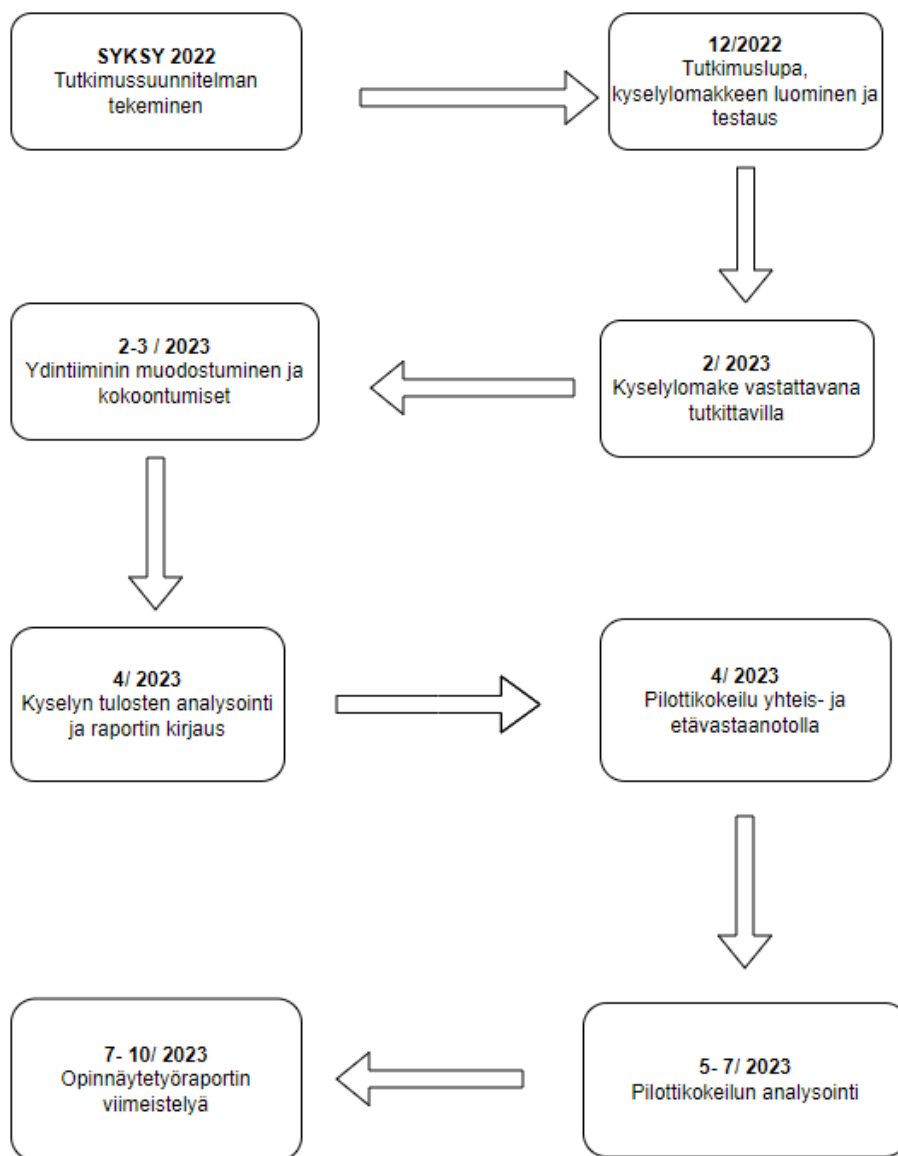 SYKSY 2022
Tutkimussuunnitelman
tekeminen
12/2022
Tutkimuslupa,
kyselylomakkeen luominen ja
testaus
2/ 2023
Kyselylomake vastattavana
tutkittavilla
2-3 / 2023
Ydintiiminin muodostuminen ja
kokoontumiset
4/ 2023
Kyselyn tulosten analysointi
ja raportin kirjaus
4/ 2023
Pilottikokeilu yhteis- ja
etävastaanotolla
5- 7/ 2023
Pilottikokeilun analysointi
7- 10/ 2023
Opinnäytetyöraportin
viimeistelyä